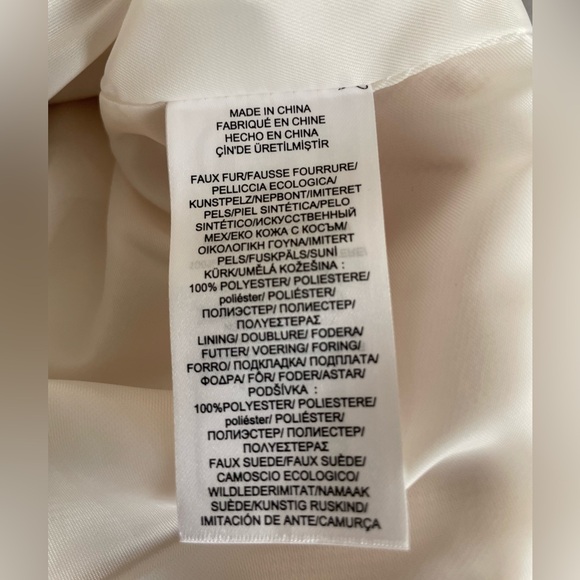 MADE IN CHINA
FABRIQUÉ EN CHINE
HECHO EN CHINA
ÇİN'DE ÜRETİLMİŞTİR
FAUX FUR/FAUSSE FOURRURE/
PELLICCIA ECOLOGICA/
KUNSTPELZ/NEPBONT/IMITERET
PELS/PIEL SINTÉTICA/PELO
SINTÉTICO/ИСКУССТВЕННЫЙ
МЕХ/ЕКО КОЖА С КОСЪМ/
ΟΙΚΟΛΟΓΙΚΗ ΓΟΥΝΑ/IMITERT
PELS/FUSKPÄLS/SUNİ
KÜRK/UMĚLÁ KOŽEŠINA :
100% POLYESTER/ POLIESTERE/
poliéster/ POLIÉSTER/
ПОЛИЭСТЕР/ ПОЛИЕСТЕР/
ΠΟΛΥΕΣΤΕΡΑΣ
LINING/ DOUBLURE/ FODERA/
FUTTER/ VOERING/ FORING/
FORRO/ ПОДКЛАДКА/ ПОДПЛАТА/
ΦΟΔΡΑ/ FÔR/ FODER/ASTAR/
PODŠÍVKA :
100%POLYESTER/ POLIESTERE/
poliéster/ POLIÉSTER/
ПОЛИЭСТЕР/ ПОЛИЕСТЕР/
ΠΟΛΥΕΣΤΕΡΑΣ
FAUX SUEDE/FAUX SUÈDE/
CAMOSCIO ECOLOGICO/
WILDLEDERIMITAT/NAMAAK
SUÈDE/KUNSTIG RUSKIND/
IMITACIÓN DE ANTE/CAMURÇA